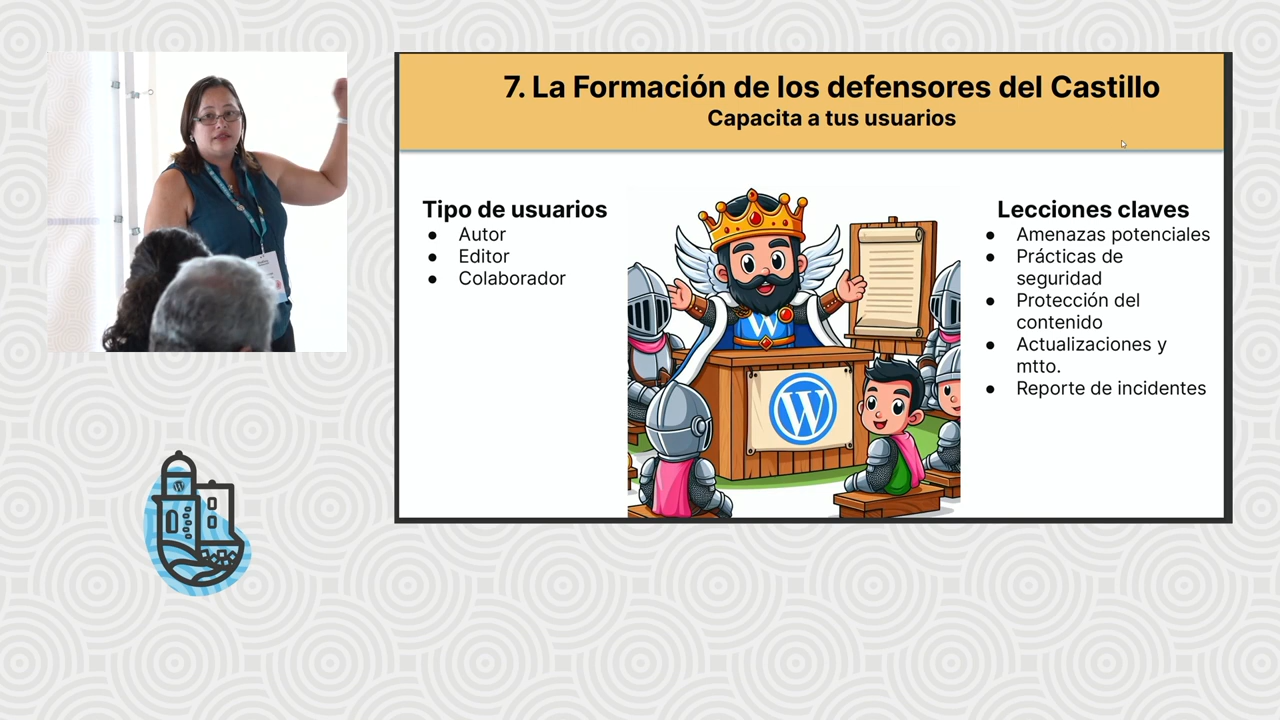 7. La Formación de los defensores del Castillo
Capacita a tus usuarios
Tipo de usuarios
● Autor
● Editor
● Colaborador
Lecciones claves
● Amenazas potenciales
● Prácticas de
seguridad
● Protección del
contenido
● Actualizaciones y
mtto.
● Reporte de incidentes